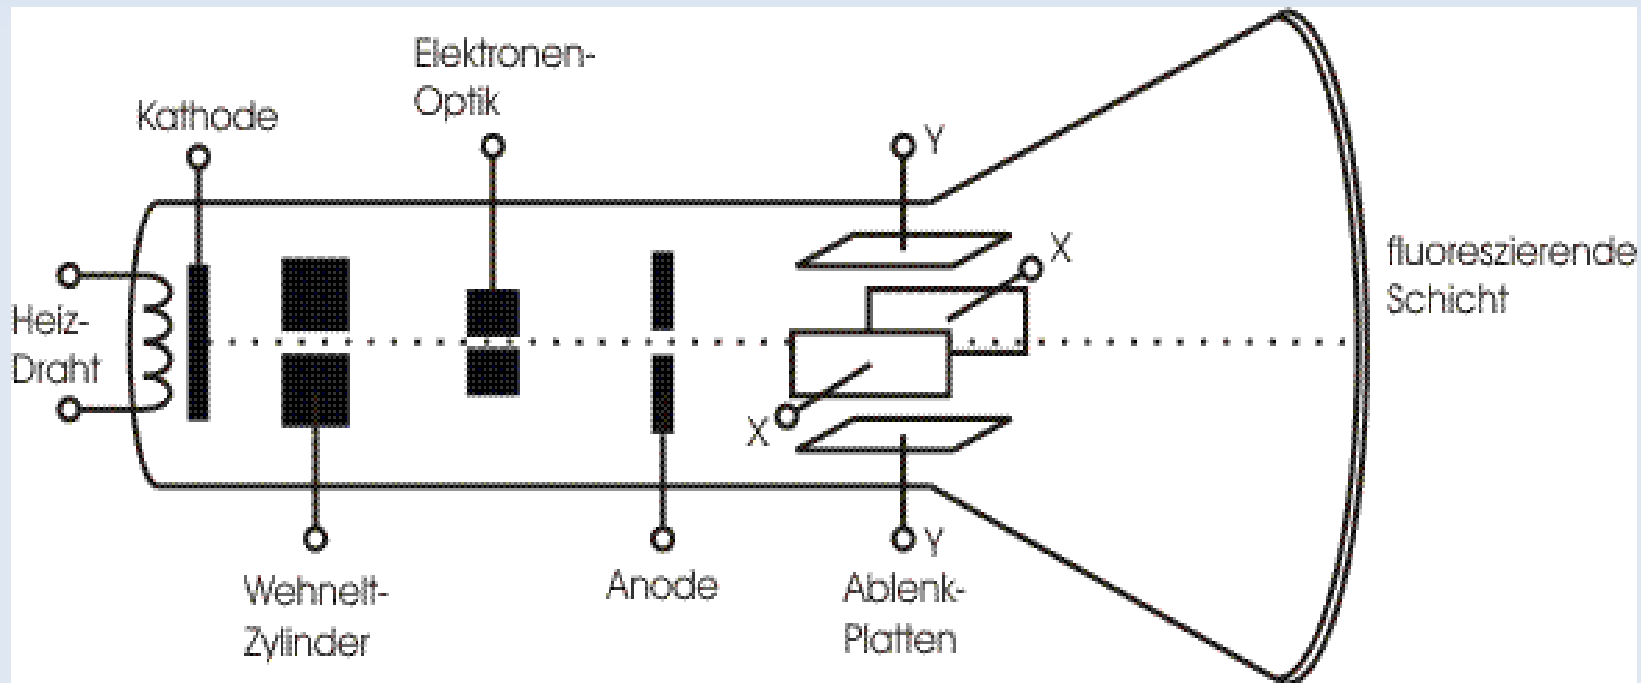 Elektronen-
Optik
Kathode
Y
X
fluoreszierende
Schicht
Heiz-
Draht
X
Y
Wehnelt-
Zylinder
Anode
Ablenk-
Platten